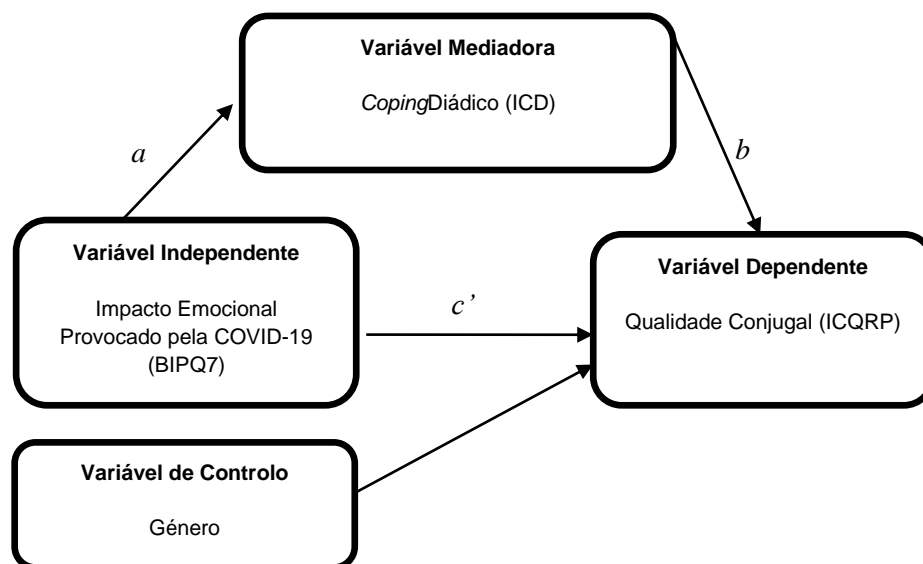 Variável Mediadora
CopingDiádico (ICD)
a
b
Variável Independente
Impacto Emocional
Provocado pela COVID-19
(BIPQ7)
c’
Variável Dependente
Qualidade Conjugal (ICQRP)
Variável de Controlo
Género